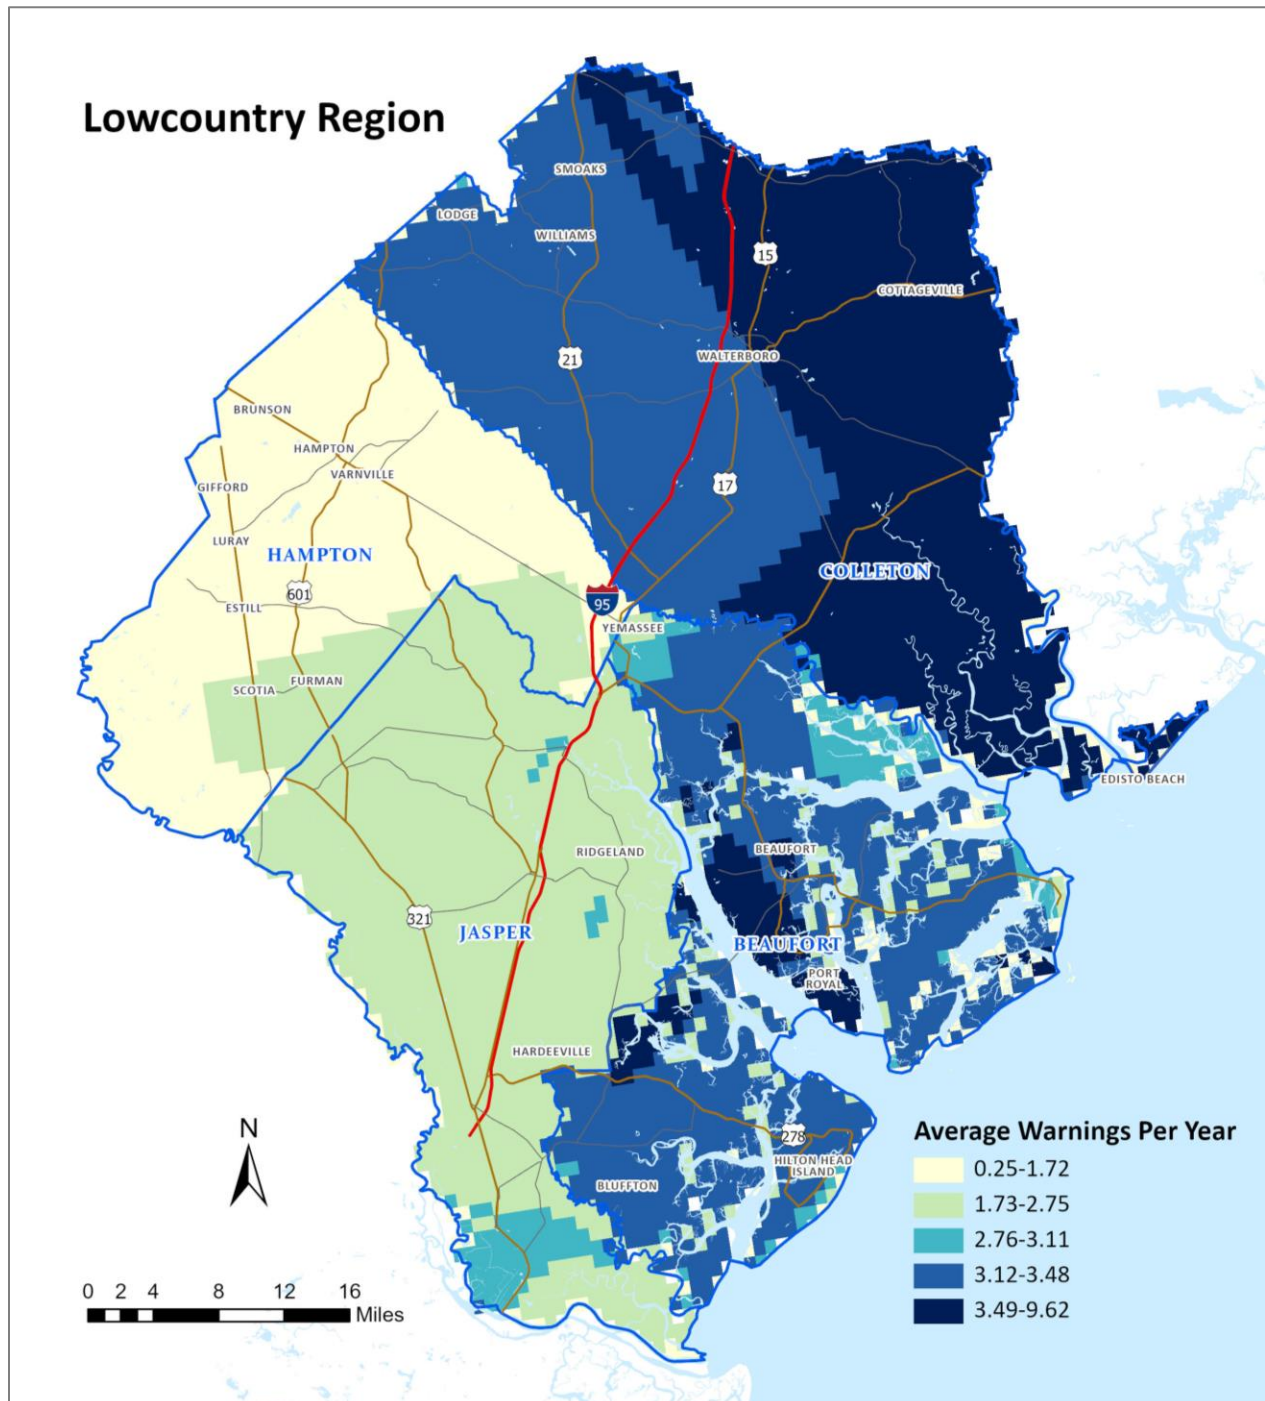 Lowcountry Region
SMOAKS
LODGE
WILLIAMS
15
COTTAGEVILLE
21
WALTERBORO
BRUNSON
HAMPTON
VARNVILLE
GIFFORD
17
LURAY
HAMPTON
COLLETON
601
95
ESTILL
YEMASSEE
FURMAN
SCOTIA
EDISTO BEACH
RIDGELAND
BEAUFORT
321
JASPER
BEAUFORT
PORT
ROYAL
HARDEEVILLE
N
278
HILTON HEAD
ISLAND
BLUFFTON
Average Warnings Per Year
0.25-1.72
1.73-2.75
2.76-3.11
3.12-3.48
3.49-9.62
0 2 4 8 12 16
Miles